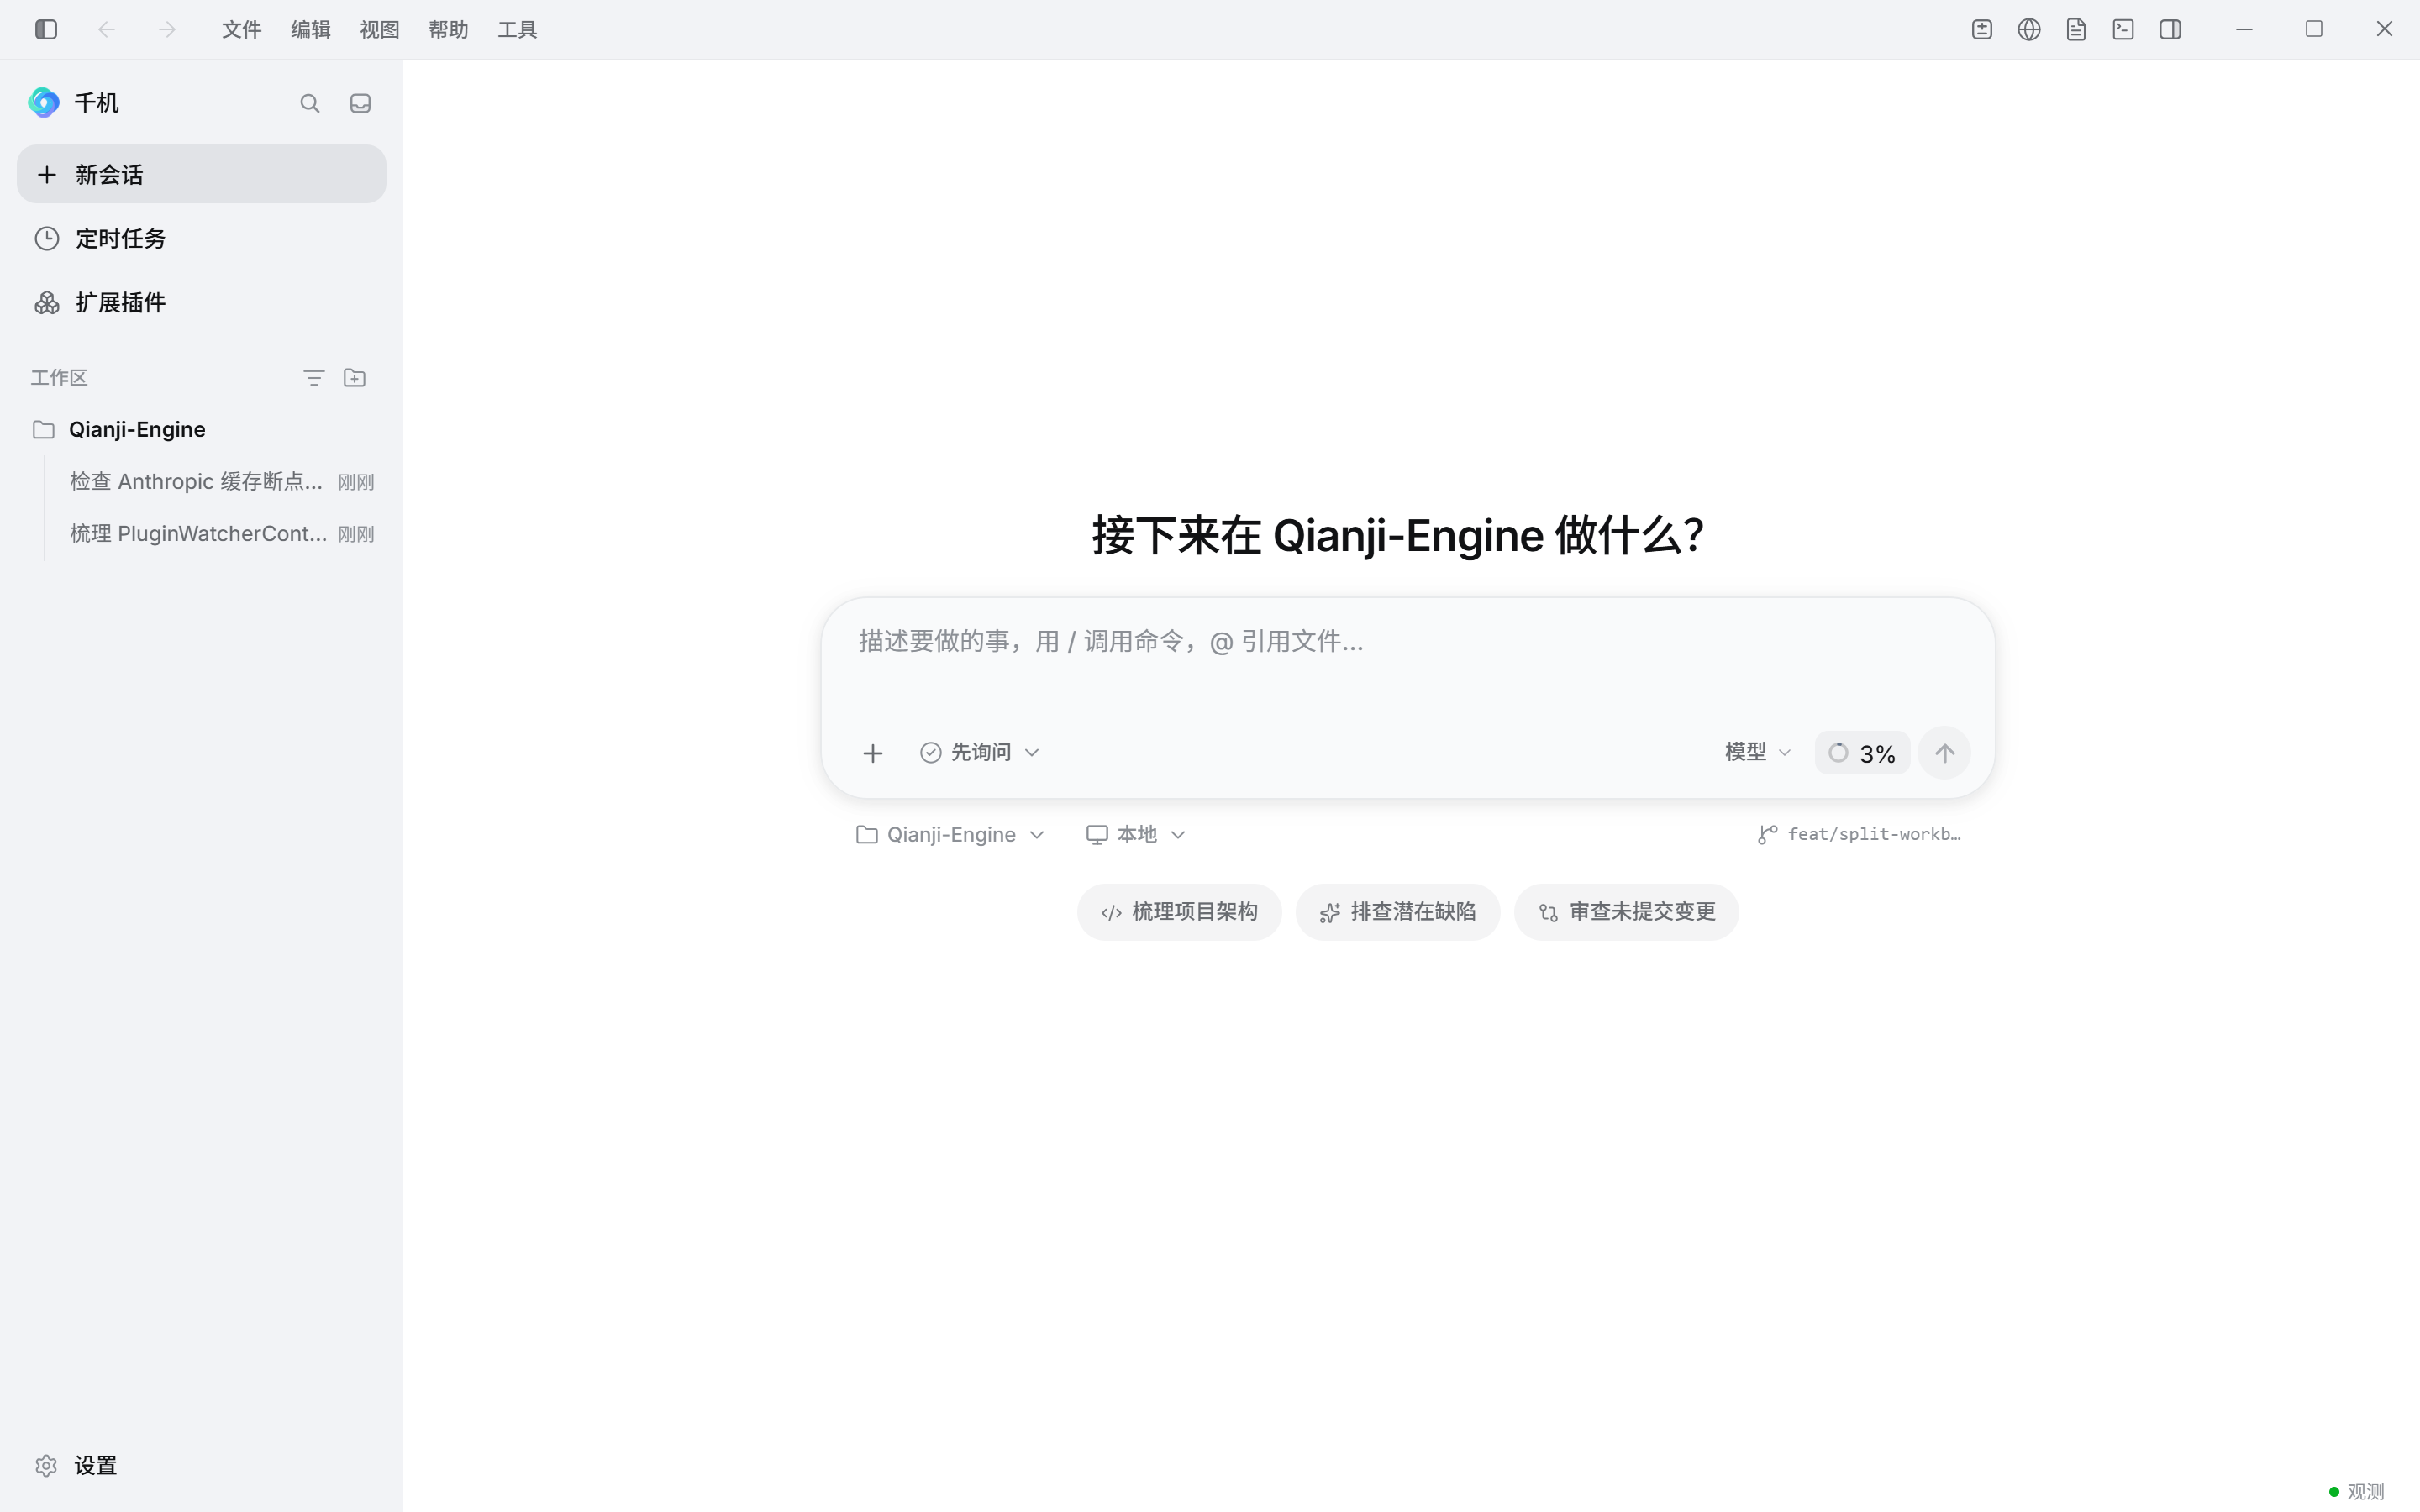 文件 编辑 视图 帮助 工具
千机
新会话
定时任务
扩展插件
工作区
Qianji-Engine
检查 Anthropic 缓存断点... 刚刚
梳理 PluginWatcherCont... 刚刚
设置
接下来在 Qianji-Engine 做什么？
描述要做的事，用 / 调用命令，@ 引用文件...
先询问 模型 3%
Qianji-Engine 本地 feat/split-workb…
梳理项目架构 排查潜在缺陷 审查未提交变更
观测